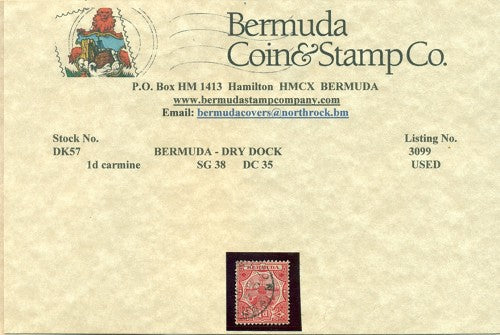 Bermuda
Coin&Stamp Co.
P.O. Box HM 1413 Hamilton HMCX BERMUDA
www.bermudastampcompany.com
Email: bermudacovers@northrock.bm
Stock No. Listing No.
DK57 BERMUDA - DRY DOCK 3099
1d carmine SG 38 DC 35 USED
BERMUDA